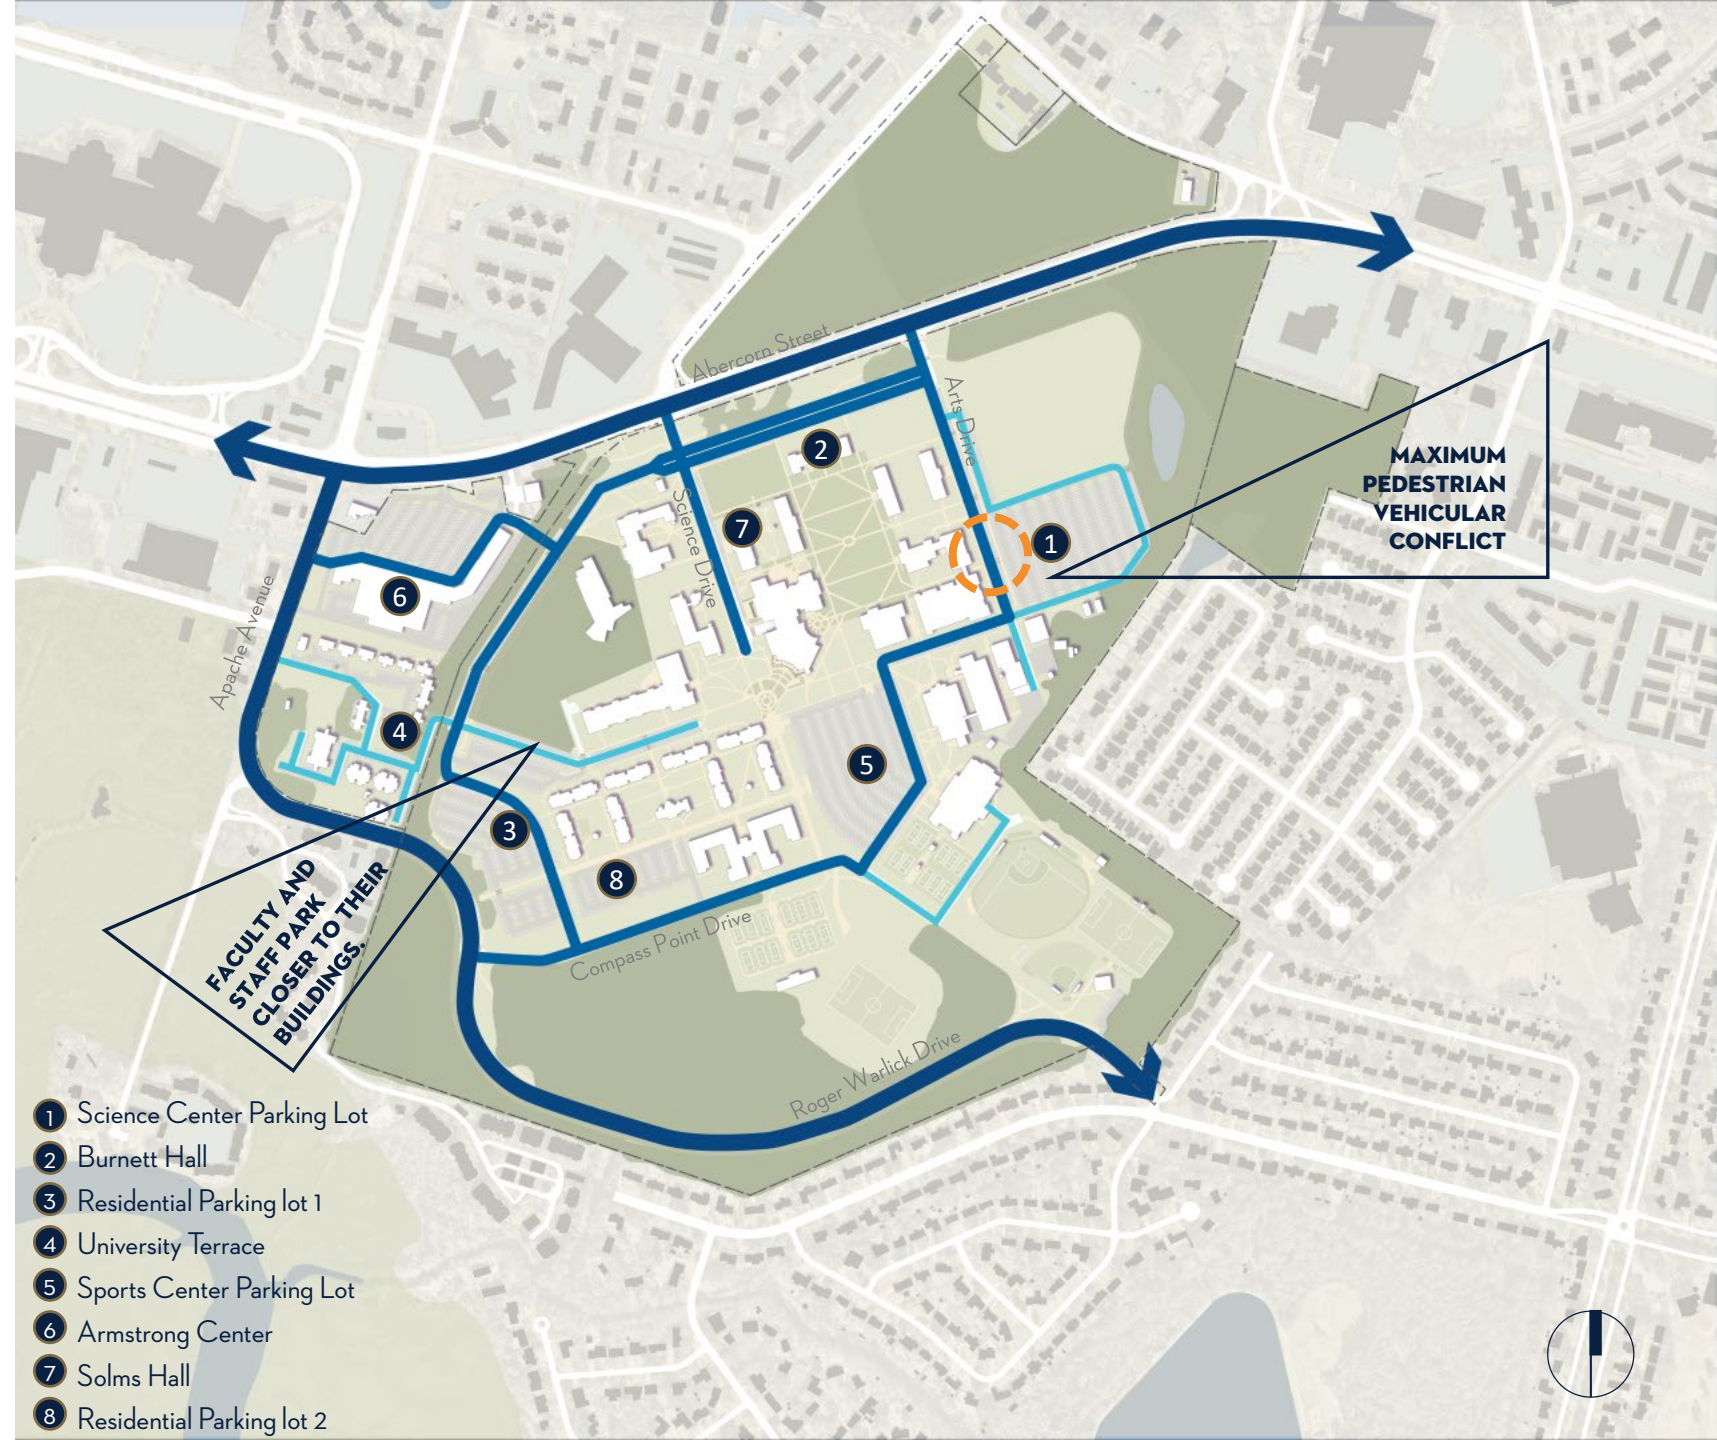 Abercorn Street
Arts Drive
2
MAXIMUM
PEDESTRIAN
VEHICULAR
CONFLICT
Science Drive
7
1
6
Apache Avenue
4
5
3
8
FACULTY AND
STAFF PARK
CLOSER TO THEIR
BUILDINGS.
Compass Point Drive
Roger Warlick Drive
1 Science Center Parking Lot
2 Burnett Hall
3 Residential Parking lot 1
4 University Terrace
5 Sports Center Parking Lot
6 Armstrong Center
7 Solms Hall
8 Residential Parking lot 2